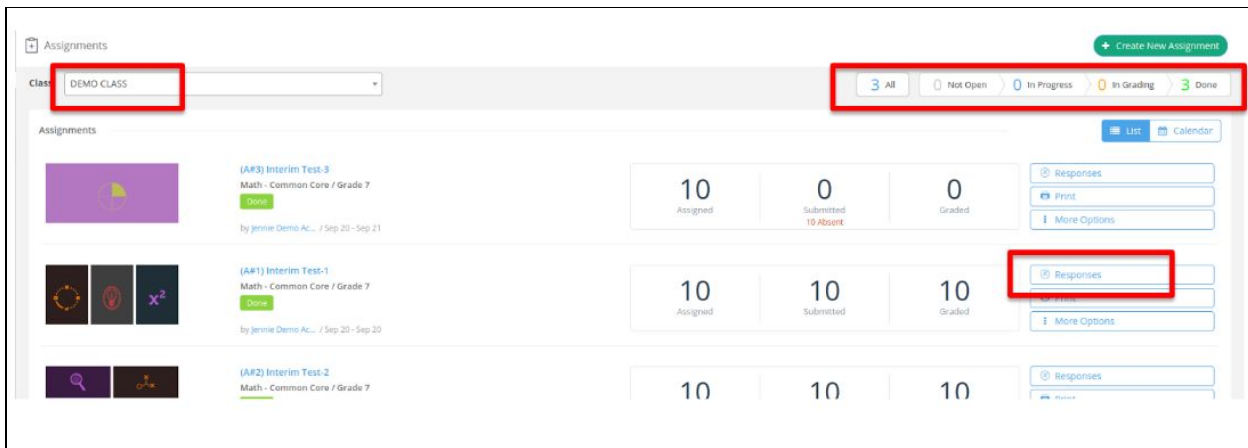 Assignments
+ Create New Assignment
Class DEMO CLASS
3 All 0 Not Open 0 In Progress 0 In Grading 3 Done
Assignments
List Calendar
(A#3) Interim Test-3
Math - Common Core / Grade 7
Done
by Jennie Demo Ac... / Sep 20 - Sep 21
10 0 0
Assigned Submitted Graded
10 Absent
Responses
Print
More Options
(A#1) Interim Test-1
Math - Common Core / Grade 7
Done
by Jennie Demo Ac... / Sep 20 - Sep 20
x²
10 10 10
Assigned Submitted Graded
Responses
Print
More Options
(A#2) Interim Test-2
Math - Common Core / Grade 7
10 10 10
Responses
Print